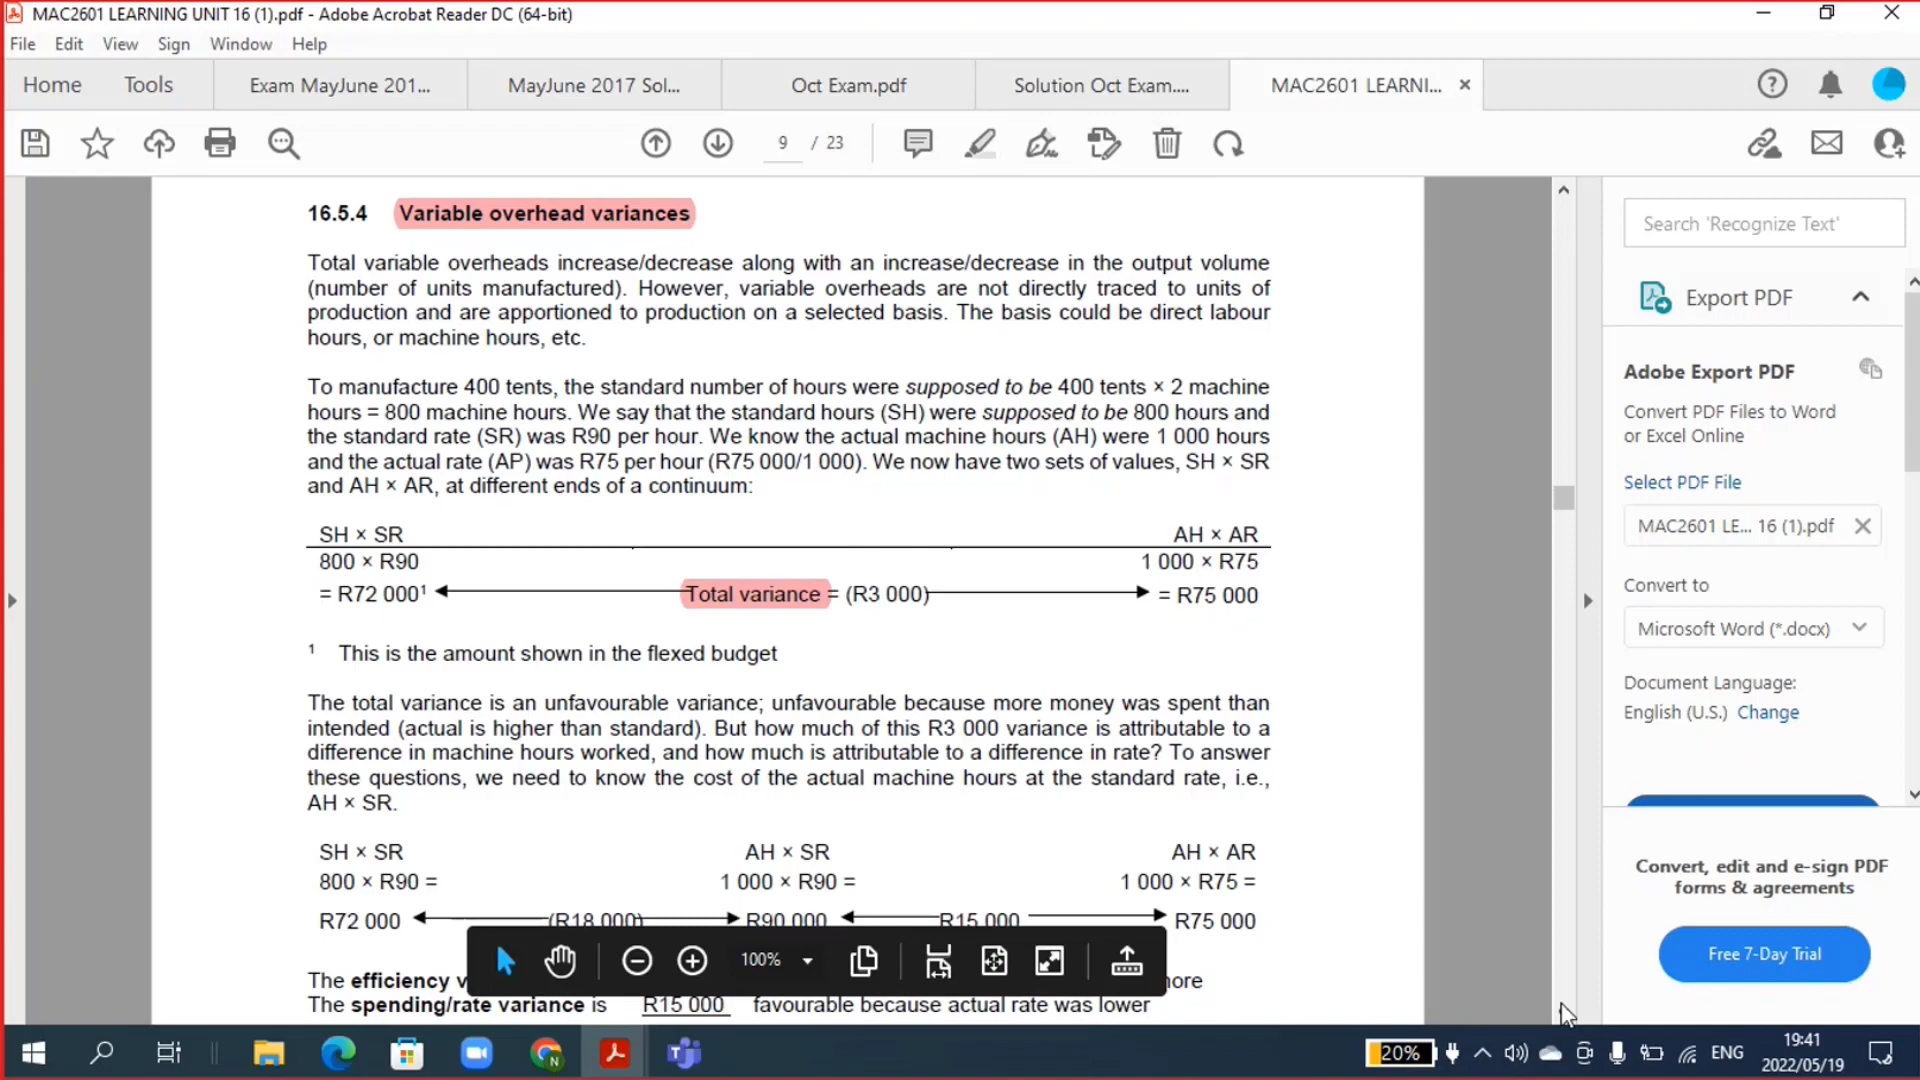 MAC2601 LEARNING UNIT 16 (1).pdf - Adobe Acrobat Reader DC (64-bit)
File Edit View Sign Window Help
Home Tools Exam MayJune 201... MayJune 2017 Sol... Oct Exam.pdf Solution Oct Exam.... MAC2601 LEARNI...
9 / 23
16.5.4 Variable overhead variances
Total variable overheads increase/decrease along with an increase/decrease in the output volume
(number of units manufactured). However, variable overheads are not directly traced to units of
production and are apportioned to production on a selected basis. The basis could be direct labour
hours, or machine hours, etc.
To manufacture 400 tents, the standard number of hours were supposed to be 400 tents × 2 machine
hours = 800 machine hours. We say that the standard hours (SH) were supposed to be 800 hours and
the standard rate (SR) was R90 per hour. We know the actual machine hours (AH) were 1 000 hours
and the actual rate (AP) was R75 per hour (R75 000/1 000). We now have two sets of values, SH × SR
and AH × AR, at different ends of a continuum:
SH × SR AH × AR
800 × R90 1 000 × R75
= R72 000¹ Total variance = (R3 000) = R75 000
1 This is the amount shown in the flexed budget
The total variance is an unfavourable variance; unfavourable because more money was spent than
intended (actual is higher than standard). But how much of this R3 000 variance is attributable to a
difference in machine hours worked, and how much is attributable to a difference in rate? To answer
these questions, we need to know the cost of the actual machine hours at the standard rate, i.e.,
AH × SR.
SH × SR AH × SR AH × AR
800 × R90 = 1 000 × R90 = 1 000 × R75 =
R72 000 (R18 000) R90 000 R15 000 R75 000
The efficiency v
The spending/rate variance is R15 000 favourable because actual rate was lower
100%
Search 'Recognize Text'
Export PDF
Adobe Export PDF
Convert PDF Files to Word
or Excel Online
Select PDF File
MAC2601 LE... 16 (1).pdf
Convert to
Microsoft Word (*.docx)
Document Language:
English (U.S.) Change
Convert, edit and e-sign PDF
forms & agreements
Free 7-Day Trial
20% ENG
19:41
2022/05/19